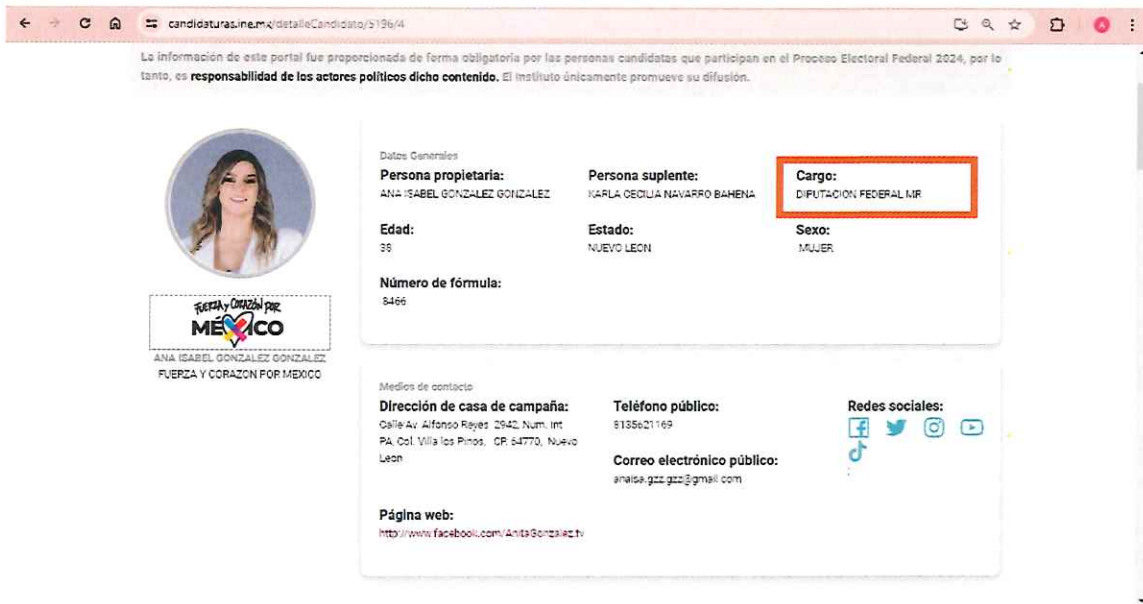 candidaturas.ine.mx/detalleCandidato/5196/4
A
La información de este portal fue proporcionada de forma obligatoria por las personas candidatas que participan en el Proceso Electoral Federal 2024, por lo
tanto, es responsabilidad de los actores políticos dicho contenido. El Instituto únicamente promueve su difusión.
Datos Generales
Persona propietaria:
ANA ISABEL GONZALEZ GONZALEZ
Persona suplente:
KARLA CECILIA NAVARRO BAHENA
Cargo:
DIPUTACION FEDERAL MR
Edad:
38
Estado:
NUEVO LEON
Sexo:
MUJER
Número de fórmula:
8466
FUERZA y CORAZÓN POR
MÉXICO
ANA ISABEL GONZALEZ GONZALEZ
FUERZA Y CORAZON POR MEXICO
Medios de contacto
Dirección de casa de campaña:
Calle Av. Alfonso Reyes 2942, Num. Int
PA, Col. Villa los Pinos, CP. 64770, Nuevo
Leon
Teléfono público:
8135621169
Correo electrónico público:
anaisa.gzz.gzz@gmail.com
Redes sociales:
Página web:
http://www.facebook.com/AnitaGonzalez.tv